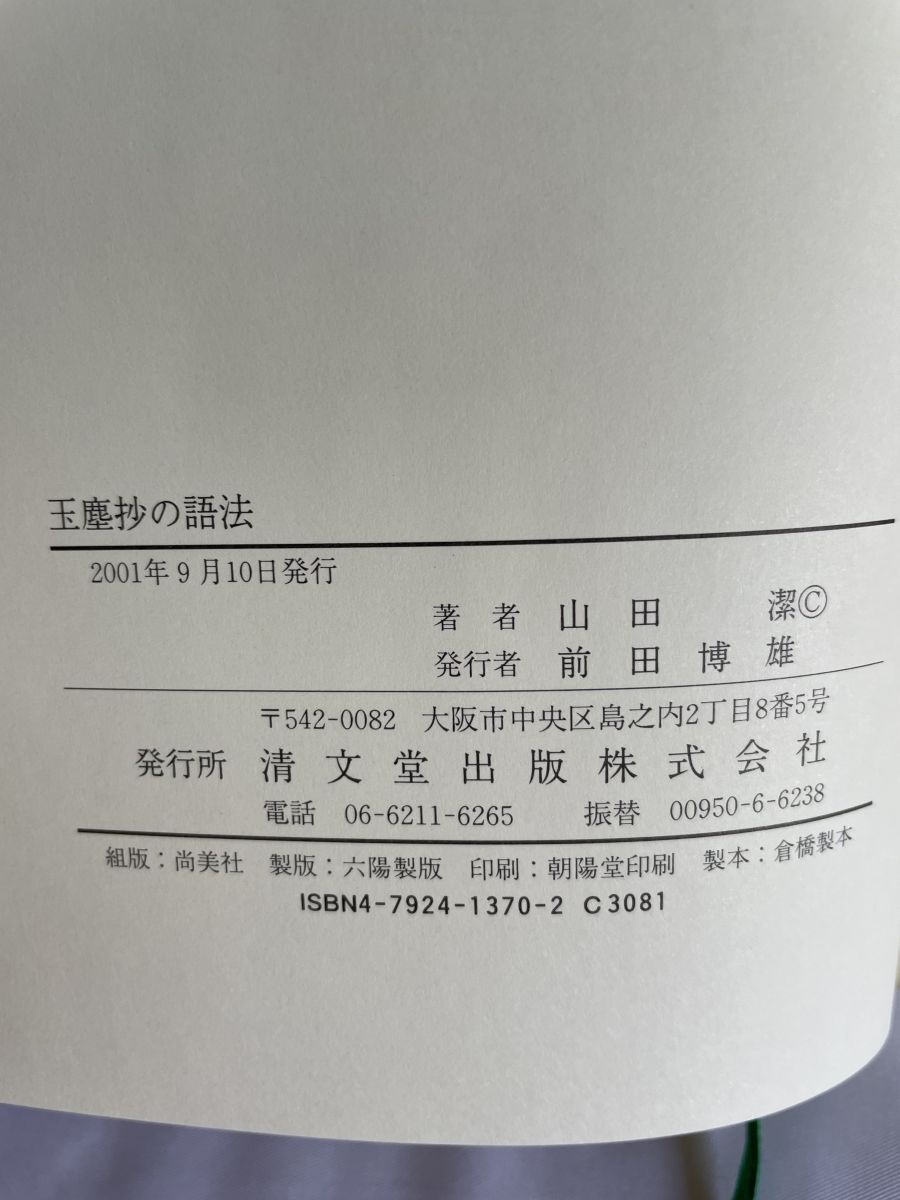 玉塵抄の語法
2001年9月10日発行
著者 山田 潔©
発行者 前田博雄
〒542-0082 大阪市中央区島之内2丁目8番5号
発行所 清文堂出版株式会社
電話 06-6211-6265 振替 00950-6-6238
組版：尚美社 製版：六陽製版 印刷：朝陽堂印刷 製本：倉橋製本
ISBN4-7924-1370-2 C3081